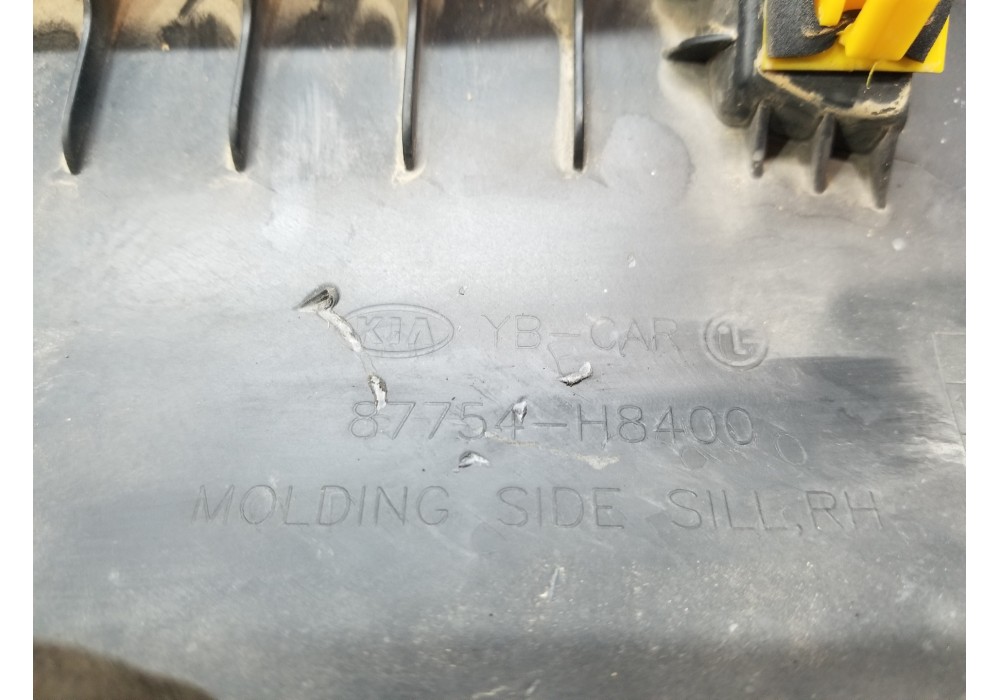 KIA YB-CAR
87754-H8400
MOLDING SIDE SILL,RH